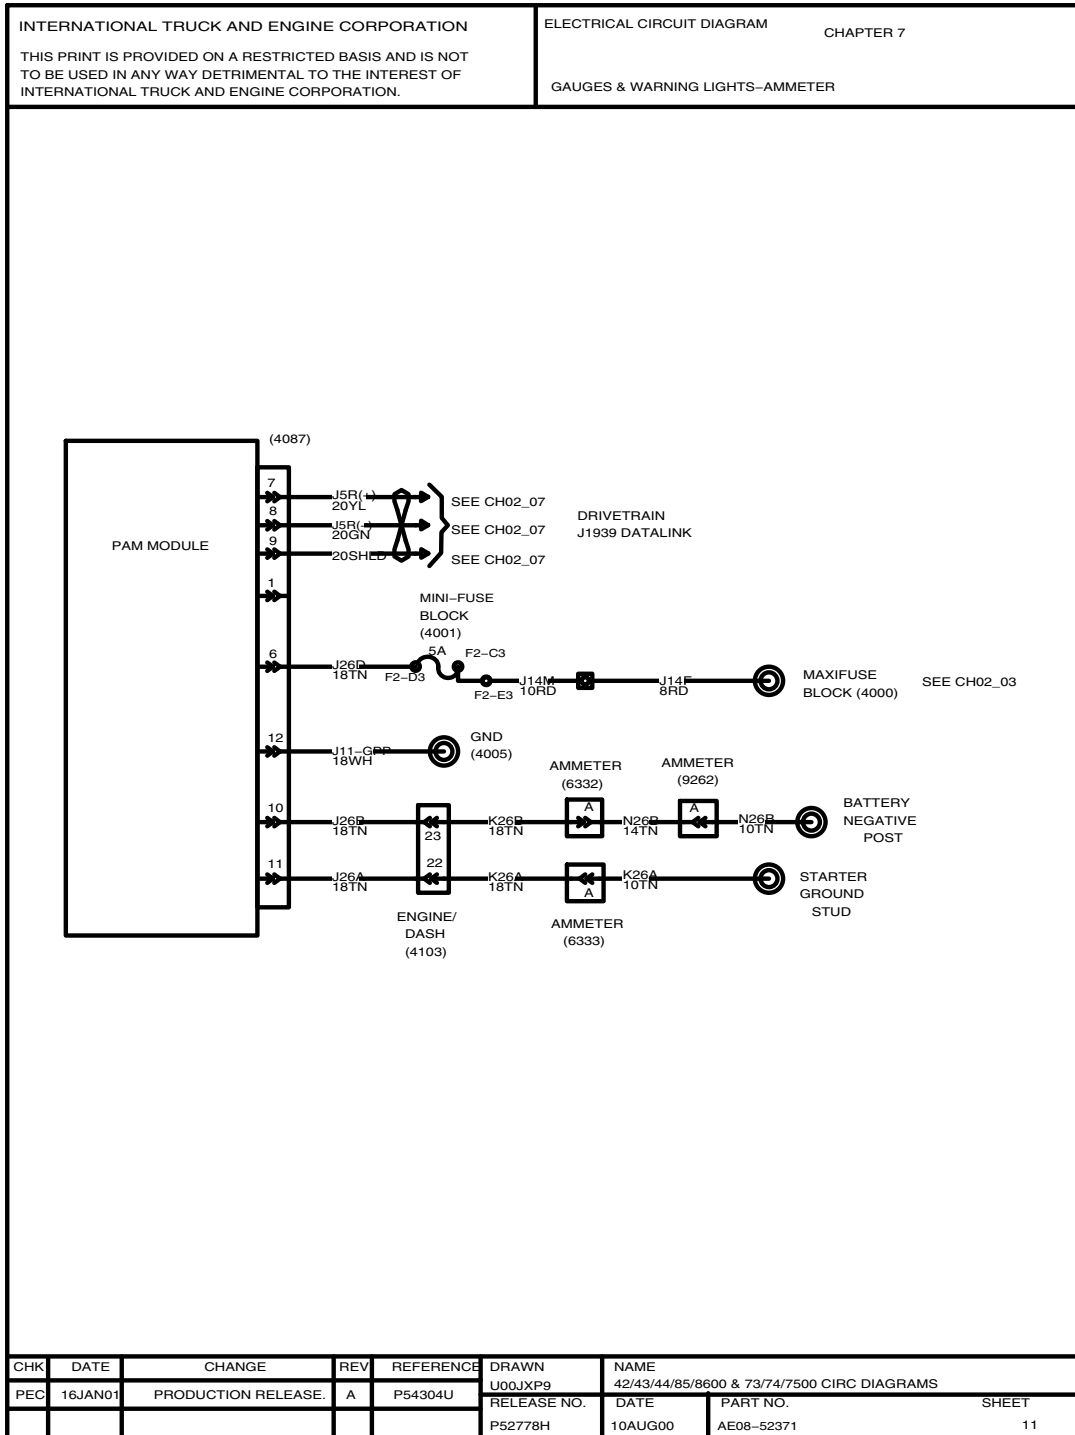 INTERNATIONAL TRUCK AND ENGINE CORPORATION
THIS PRINT IS PROVIDED ON A RESTRICTED BASIS AND IS NOT
TO BE USED IN ANY WAY DETRIMENTAL TO THE INTEREST OF
INTERNATIONAL TRUCK AND ENGINE CORPORATION.
ELECTRICAL CIRCUIT DIAGRAM
CHAPTER 7
GAUGES & WARNING LIGHTS–AMMETER
(4087)
PAM MODULE
7
J5R(+)
20YL
SEE CH02_07
8
J5R(–)
20GN
SEE CH02_07
9
20SHLD
SEE CH02_07
DRIVETRAIN
J1939 DATALINK
1
MINI–FUSE
BLOCK
(4001)
5A
F2–C3
6
J26D
18TN
F2–D3
F2–E3
J14M
10RD
J14F
8RD
MAXIFUSE
BLOCK (4000)
SEE CH02_03
12
J11–GPP
18WH
GND
(4005)
AMMETER
(6332)
AMMETER
(9262)
10
J26B
18TN
23
K26B
18TN
A
N26B
14TN
A
N26B
10TN
BATTERY
NEGATIVE
POST
11
J26A
18TN
22
K26A
18TN
A
K26A
10TN
STARTER
GROUND
STUD
ENGINE/
DASH
(4103)
AMMETER
(6333)
CHK DATE CHANGE REV REFERENCE
PEC 16JAN01 PRODUCTION RELEASE. A P54304U
DRAWN
U00JXP9
NAME
42/43/44/85/8600 & 73/74/7500 CIRC DIAGRAMS
RELEASE NO. DATE PART NO. SHEET
P52778H 10AUG00 AE08–52371 11